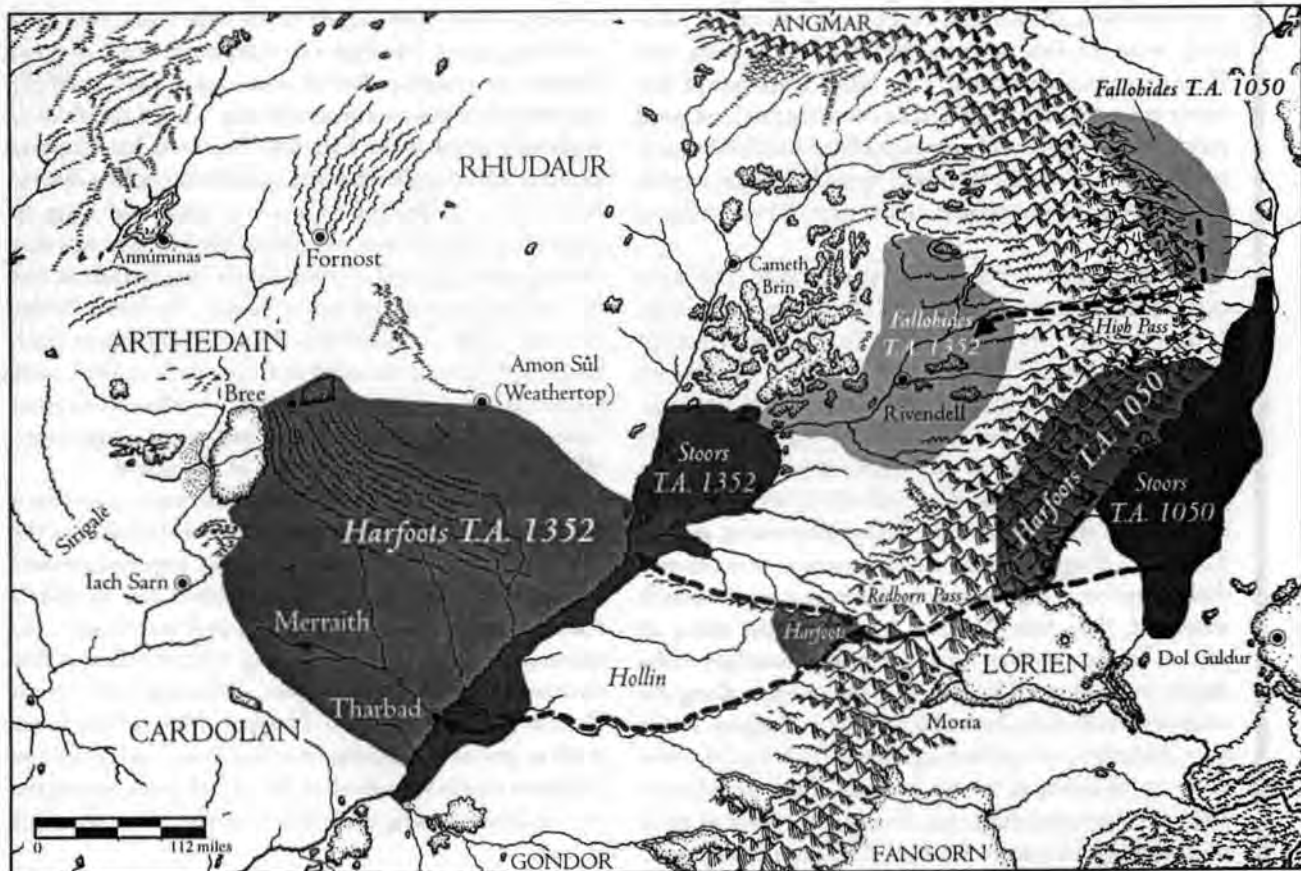 ANGMAR
Fallohides T.A. 1050
RHUDAUR
Annúminas
Fornost
Cameth
Brin
Fallohides
T.A. 1352
High Pass
ARTHEDAIN
Bree
Amon Sûl
(Weathertop)
Rivendell
Stoors
T.A. 1352
Harfoots T.A. 1050
Stoors
T.A. 1050
Harfoots T.A. 1352
Sirigale
Iach Sarn
Redhorn Pass
Merraith
Harfoots
Hollin
LÓRIEN
Dol Guldur
Tharbad
Moria
CARDOLAN
0
112 miles
GONDOR
FANGORN